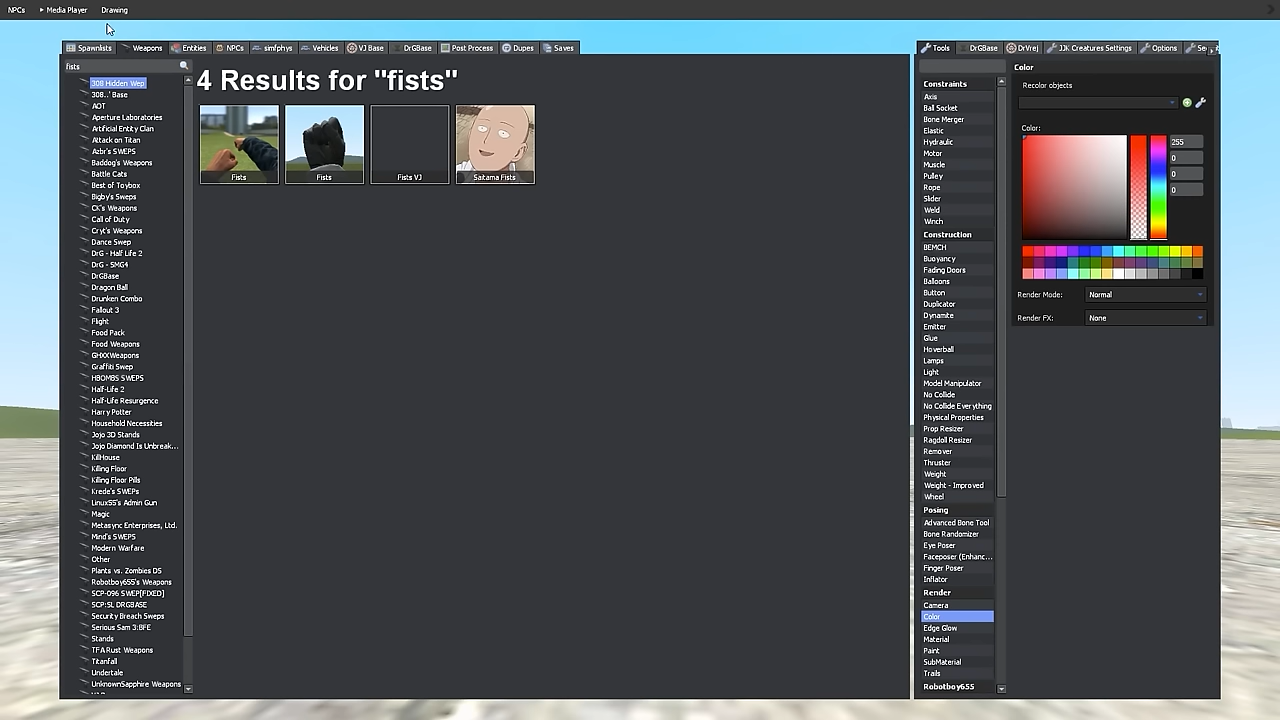 NPCs Media Player Drawing
Spawnlists Weapons Entities NPCs simfphys Vehicles VJ Base DrGBase Post Process Dupes Saves
fists
308 Hidden Wep
308..' Base
AOT
Aperture Laboratories
Artificial Entity Clan
Attack on Titan
Azbr's SWEPS
Baddog's Weapons
Battle Cats
Best of Toybox
Bigby's Sweps
CK's Weapons
Call of Duty
Cryt's Weapons
Dance Swep
DrG - Half Life 2
DrG - SMG4
DrGBase
Dragon Ball
Drunken Combo
Fallout 3
Flight
Food Pack
Food Weapons
GHXXWeapons
Graffiti Swep
HBOMBS SWEPS
Half-Life 2
Half-Life Resurgence
Harry Potter
Household Necessities
Jojo 3D Stands
Jojo Diamond Is Unbreak...
KillHouse
Killing Floor
Killing Floor Pills
Krede's SWEPs
LinuxSS's Admin Gun
Magic
Metasync Enterprises, Ltd.
Mind's SWEPS
Modern Warfare
Other
Plants vs. Zombies DS
Robotboy655's Weapons
SCP-096 SWEP[FIXED]
SCP:SL DRGBASE
Security Breach Sweps
Serious Sam 3:BFE
Stands
TFA Rust Weapons
Titanfall
Undertale
UnknownSapphire Weapons
4 Results for "fists"
Fists
Fists
Fists VJ
Saitama Fists
Tools DrGBase DrVrej JJK Creatures Settings Options
Constraints
Axis
Ball Socket
Bone Merger
Elastic
Hydraulic
Motor
Muscle
Pulley
Rope
Slider
Weld
Winch
Construction
BEMCH
Buoyancy
Fading Doors
Balloons
Button
Duplicator
Dynamite
Emitter
Glue
Hoverball
Lamps
Light
Model Manipulator
No Collide
No Collide Everything
Physical Properties
Prop Resizer
Ragdoll Resizer
Remover
Thruster
Weight
Weight - Improved
Wheel
Posing
Advanced Bone Tool
Bone Randomizer
Eye Poser
Faceposer (Enhanc...
Finger Poser
Inflator
Render
Camera
Color
Edge Glow
Material
Paint
SubMaterial
Trails
Robotboy655
Color
Recolor objects
Color:
255
0
0
0
Render Mode: Normal
Render FX: None